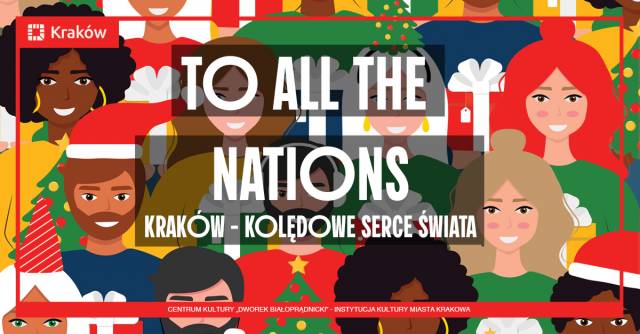 Kraków
TO ALL THE
NATIONS
KRAKÓW - KOLĘDOWE SERCE ŚWIATA
CENTRUM KULTURY „DWOREK BIAŁOPRĄDNICKI" - INSTYTUCJA KULTURY MIASTA KRAKOWA